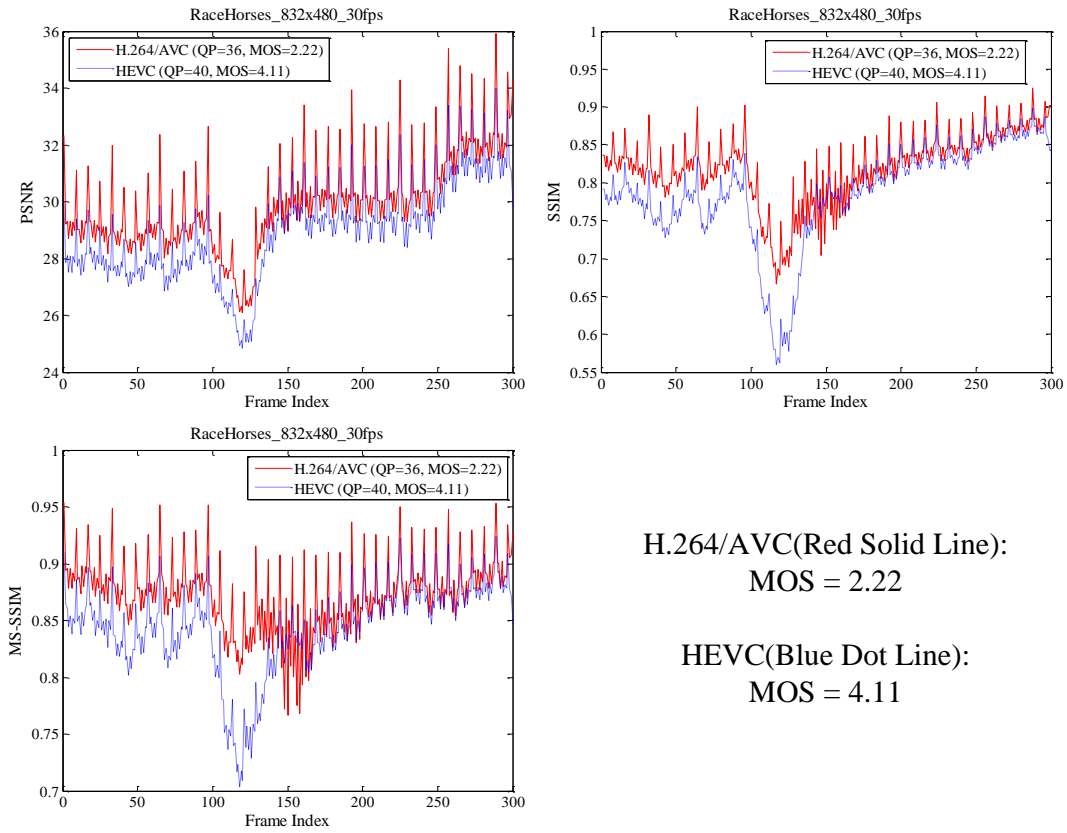 RaceHorses_832x480_30fps
H.264/AVC (QP=36, MOS=2.22)
HEVC (QP=40, MOS=4.11)
36
34
32
30
28
26
24
PSNR
0 50 100 150 200 250 300
Frame Index
RaceHorses_832x480_30fps
H.264/AVC (QP=36, MOS=2.22)
HEVC (QP=40, MOS=4.11)
1
0.95
0.9
0.85
0.8
0.75
0.7
0.65
0.6
0.55
SSIM
0 50 100 150 200 250 300
Frame Index
RaceHorses_832x480_30fps
H.264/AVC (QP=36, MOS=2.22)
HEVC (QP=40, MOS=4.11)
1
0.95
0.9
0.85
0.8
0.75
0.7
MS-SSIM
0 50 100 150 200 250 300
Frame Index
H.264/AVC(Red Solid Line):
MOS = 2.22
HEVC(Blue Dot Line):
MOS = 4.11